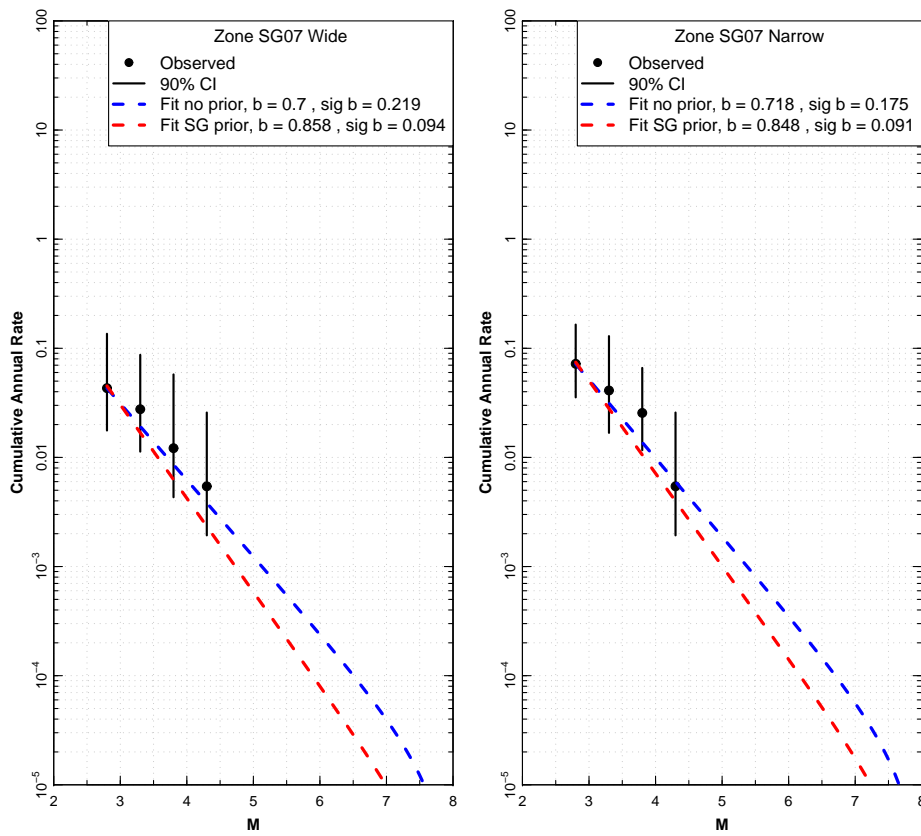 Zone SG07 Wide
Observed
90% CI
Fit no prior, b = 0.7 , sig b = 0.219
Fit SG prior, b = 0.858 , sig b = 0.094
100
10
1
0.1
0.01
10⁻³
10⁻⁴
10⁻⁵
Cumulative Annual Rate
2 3 4 5 6 7 8
M
Zone SG07 Narrow
Observed
90% CI
Fit no prior, b = 0.718 , sig b = 0.175
Fit SG prior, b = 0.848 , sig b = 0.091
100
10
1
0.1
0.01
10⁻³
10⁻⁴
10⁻⁵
Cumulative Annual Rate
2 3 4 5 6 7 8
M